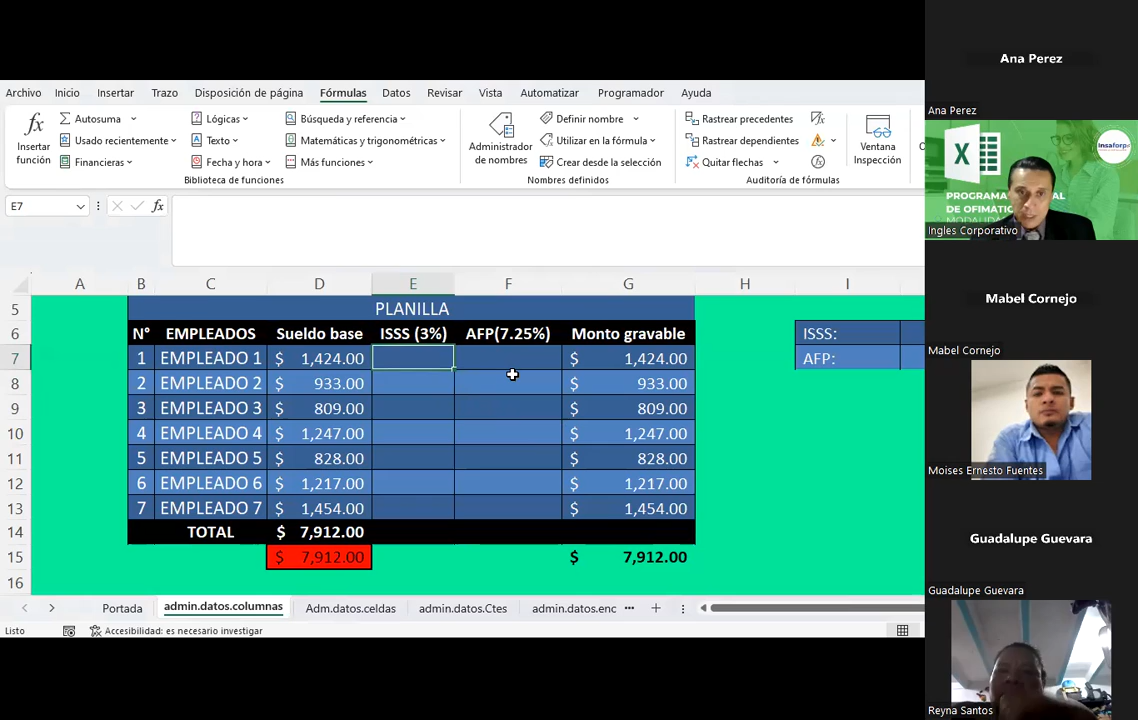 Archivo Inicio Insertar Trazo Disposición de página Fórmulas Datos Revisar Vista Automatizar Programador Ayuda
Insertar función
Autosuma
Usado recientemente
Financieras
Lógicas
Texto
Fecha y hora
Búsqueda y referencia
Matemáticas y trigonométricas
Más funciones
Biblioteca de funciones
Administrador de nombres
Definir nombre
Utilizar en la fórmula
Crear desde la selección
Nombres definidos
Rastrear precedentes
Rastrear dependientes
Quitar flechas
Auditoría de fórmulas
Ventana Inspección
E7 fx
A B C D E F G H I
5 PLANILLA
6 N° EMPLEADOS Sueldo base ISSS (3%) AFP(7.25%) Monto gravable ISSS:
7 1 EMPLEADO 1 $ 1,424.00 $ 1,424.00 AFP:
8 2 EMPLEADO 2 $ 933.00 $ 933.00
9 3 EMPLEADO 3 $ 809.00 $ 809.00
10 4 EMPLEADO 4 $ 1,247.00 $ 1,247.00
11 5 EMPLEADO 5 $ 828.00 $ 828.00
12 6 EMPLEADO 6 $ 1,217.00 $ 1,217.00
13 7 EMPLEADO 7 $ 1,454.00 $ 1,454.00
14 TOTAL $ 7,912.00
15 $ 7,912.00 $ 7,912.00
16
Portada admin.datos.columnas Adm.datos.celdas admin.datos.Ctes admin.datos.enc
Listo Accesibilidad: es necesario investigar
Ana Perez
Ana Perez
insaforp
PROGRAMA
DE
Ingles Corporativo
Mabel Cornejo
Mabel Cornejo
Moises Ernesto Fuentes
Guadalupe Guevara
Guadalupe Guevara
Reyna Santos